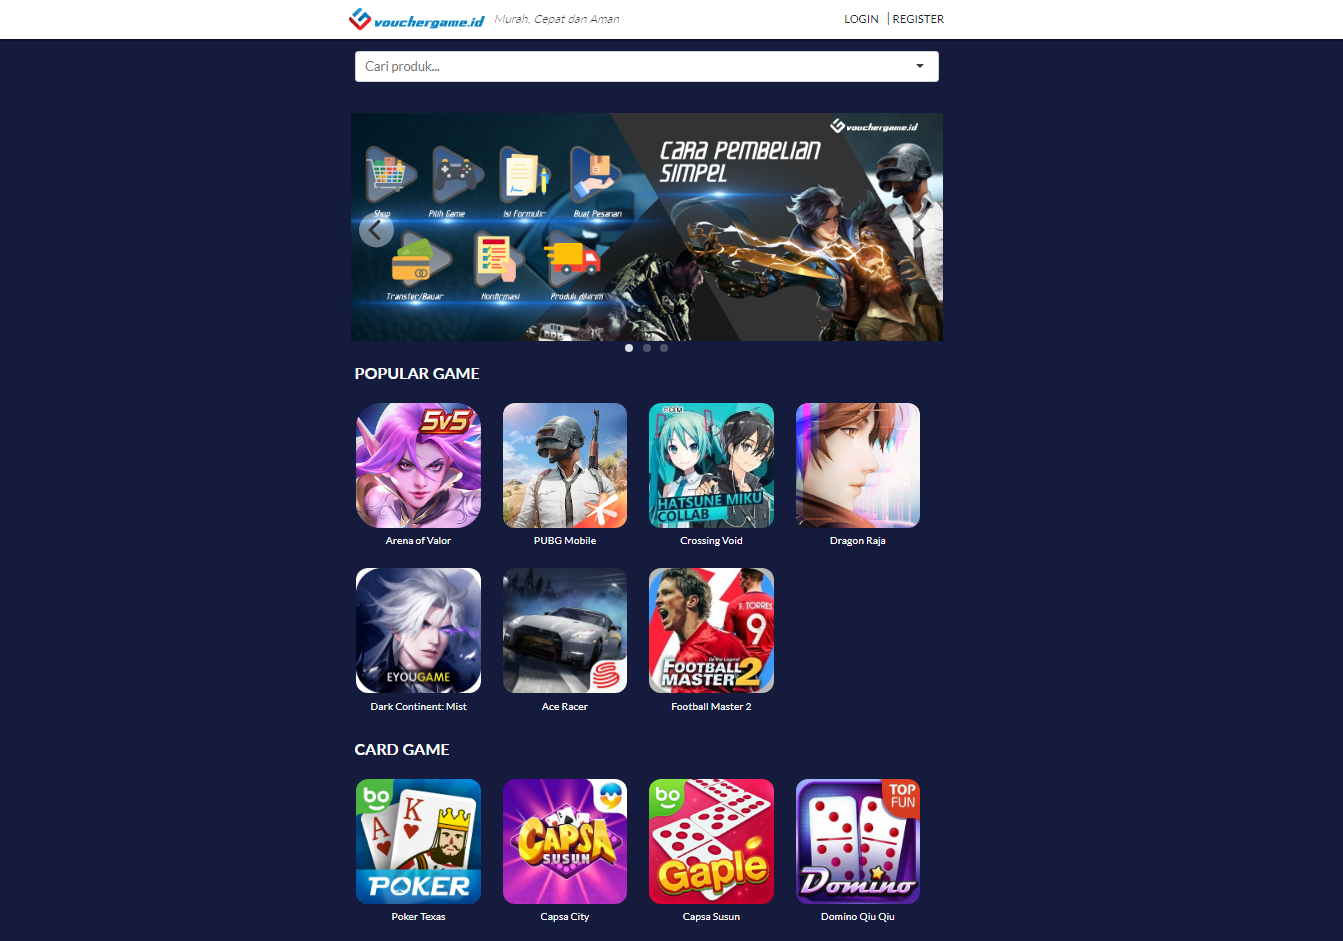 vouchergame.id Murah, Cepat dan Aman LOGIN | REGISTER
Cari produk...
vouchergame.id
CARA PEMBELIAN
SIMPEL
Shop Pilih Game Isi Formulir Buat Pesanan
Transfer/Bayar Konfirmasi Produk dikirim
POPULAR GAME
5v5
COM
HATSUNE MIKU
COLLAB
Arena of Valor PUBG Mobile Crossing Void Dragon Raja
EYOUGAME
F. TORRES
9
Be the Legend
FOOTBALL
MASTER 2
Dark Continent: Mist Ace Racer Football Master 2
CARD GAME
bo
A K
POKER
CAPSA
SUSUN
bo
Gaple
TOP
FUN
Domino
Poker Texas Capsa City Capsa Susun Domino Qiu Qiu